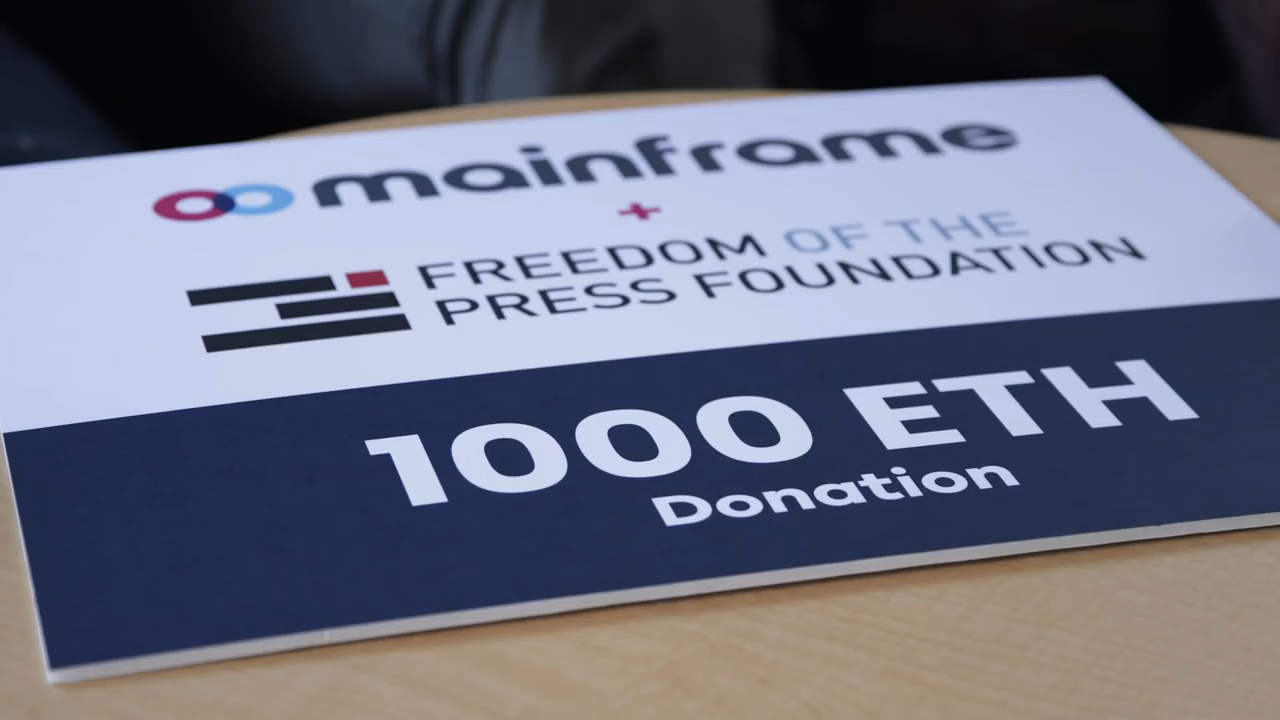 mainframe
+
FREEDOM OF THE
PRESS FOUNDATION
1000 ETH
Donation